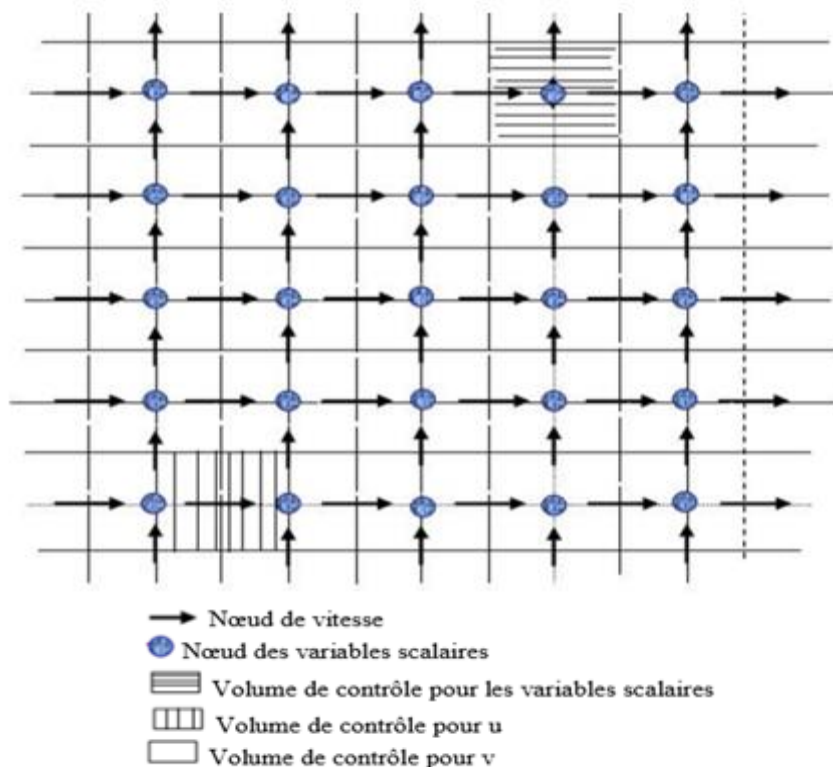 Nœud de vitesse
Nœud des variables scalaires
Volume de contrôle pour les variables scalaires
Volume de contrôle pour u
Volume de contrôle pour v